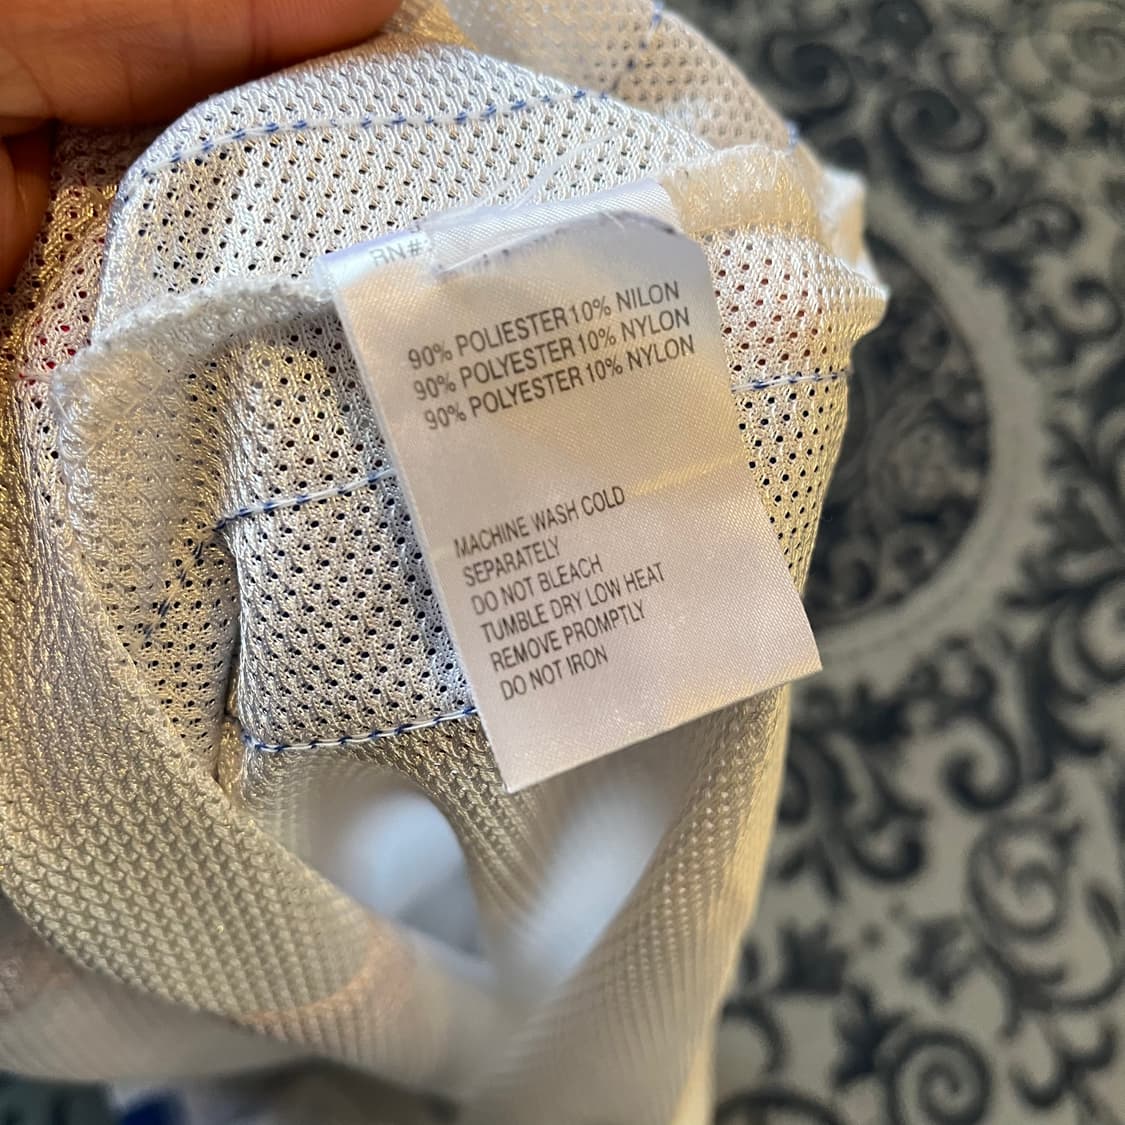 RN#
90% POLIESTER 10% NILON
90% POLYESTER 10% NYLON
90% POLYESTER 10% NYLON
MACHINE WASH COLD
SEPARATELY
DO NOT BLEACH
TUMBLE DRY LOW HEAT
REMOVE PROMPTLY
DO NOT IRON